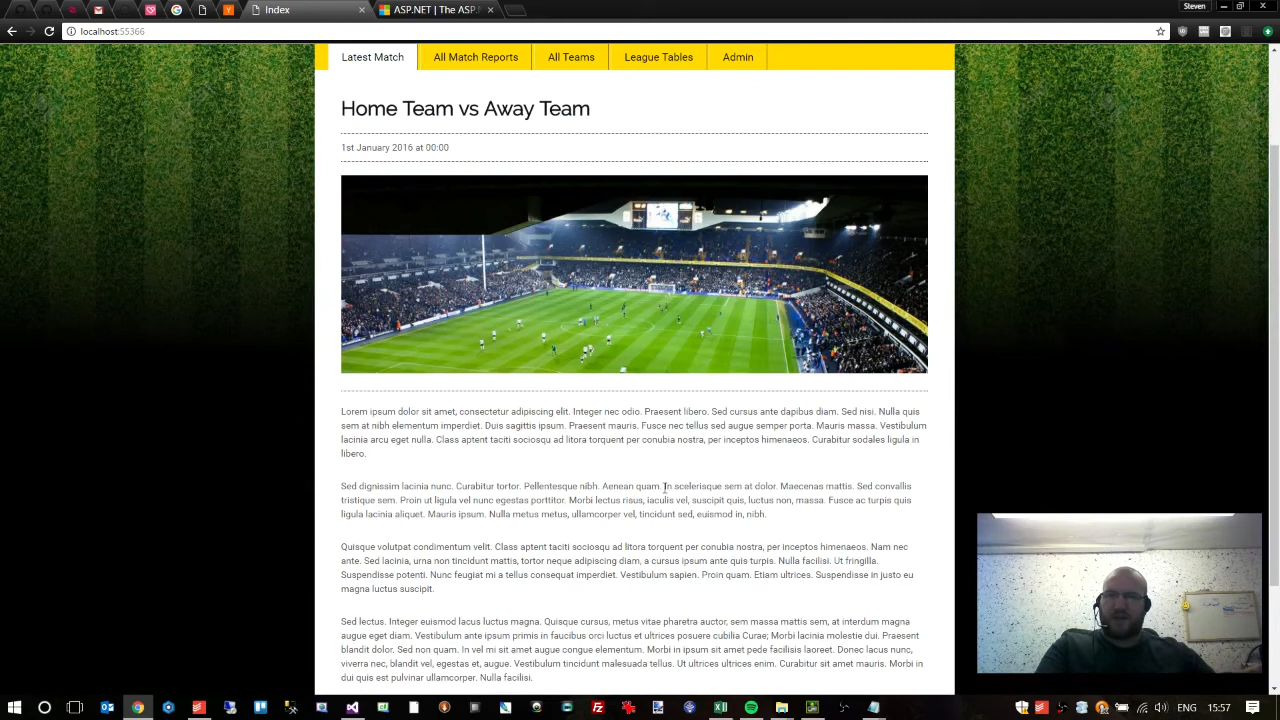 Steven
Index
ASP.NET | The ASP.
localhost:55366
Latest Match
All Match Reports
All Teams
League Tables
Admin
Home Team vs Away Team
1st January 2016 at 00:00
Lorem ipsum dolor sit amet, consectetur adipiscing elit. Integer nec odio. Praesent libero. Sed cursus ante dapibus diam. Sed nisi. Nulla quis
sem at nibh elementum imperdiet. Duis sagittis ipsum. Praesent mauris. Fusce nec tellus sed augue semper porta. Mauris massa. Vestibulum
lacinia arcu eget nulla. Class aptent taciti sociosqu ad litora torquent per conubia nostra, per inceptos himenaeos. Curabitur sodales ligula in
libero.
Sed dignissim lacinia nunc. Curabitur tortor. Pellentesque nibh. Aenean quam. In scelerisque sem at dolor. Maecenas mattis. Sed convallis
tristique sem. Proin ut ligula vel nunc egestas porttitor. Morbi lectus risus, iaculis vel, suscipit quis, luctus non, massa. Fusce ac turpis quis
ligula lacinia aliquet. Mauris ipsum. Nulla metus metus, ullamcorper vel, tincidunt sed, euismod in, nibh.
Quisque volutpat condimentum velit. Class aptent taciti sociosqu ad litora torquent per conubia nostra, per inceptos himenaeos. Nam nec
ante. Sed lacinia, urna non tincidunt mattis, tortor neque adipiscing diam, a cursus ipsum ante quis turpis. Nulla facilisi. Ut fringilla.
Suspendisse potenti. Nunc feugiat mi a tellus consequat imperdiet. Vestibulum sapien. Proin quam. Etiam ultrices. Suspendisse in justo eu
magna luctus suscipit.
Sed lectus. Integer euismod lacus luctus magna. Quisque cursus, metus vitae pharetra auctor, sem massa mattis sem, at interdum magna
augue eget diam. Vestibulum ante ipsum primis in faucibus orci luctus et ultrices posuere cubilia Curae; Morbi lacinia molestie dui. Praesent
blandit dolor. Sed non quam. In vel mi sit amet augue congue elementum. Morbi in ipsum sit amet pede facilisis laoreet. Donec lacus nunc,
viverra nec, blandit vel, egestas et, augue. Vestibulum tincidunt malesuada tellus. Ut ultrices ultrices enim. Curabitur sit amet mauris. Morbi in
dui quis est pulvinar ullamcorper. Nulla facilisi.
ENG
15:57